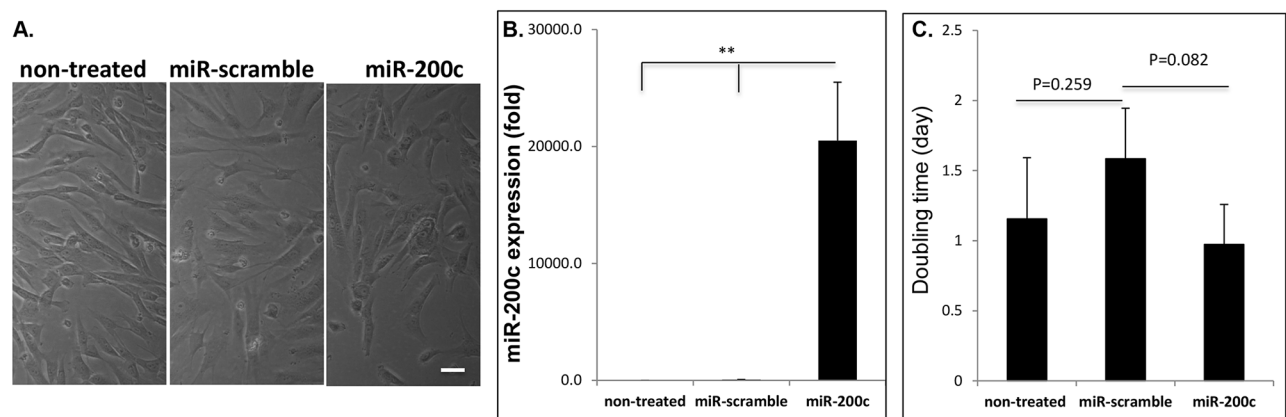 A.
non-treated miR-scramble miR-200c
B.
miR-200c expression (fold)
30000.0
20000.0
10000.0
0.0
**
non-treated miR-scramble miR-200c
C.
Doubling time (day)
2.5
2
1.5
1
0.5
0
P=0.259
P=0.082
non-treated miR-scramble miR-200c